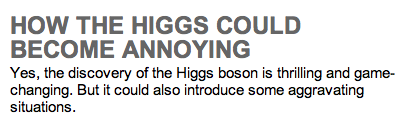 HOW THE HIGGS COULD
BECOME ANNOYING
Yes, the discovery of the Higgs boson is thrilling and game-
changing. But it could also introduce some aggravating
situations.